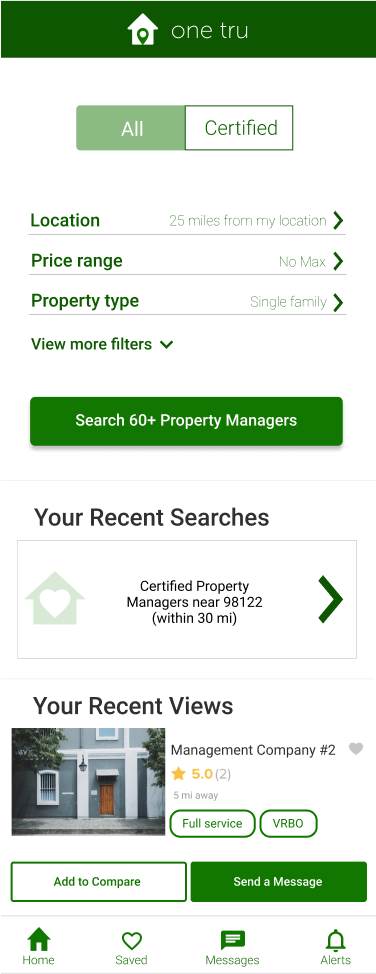 one tru
All
Certified
Location
25 miles from my location
Price range
No Max
Property type
Single family
View more filters
Search 60+ Property Managers
Your Recent Searches
Certified Property
Managers near 98122
(within 30 mi)
Your Recent Views
Management Company #2
5.0 (2)
5 mi away
Full service
VRBO
Add to Compare
Send a Message
Home
Saved
Messages
Alerts